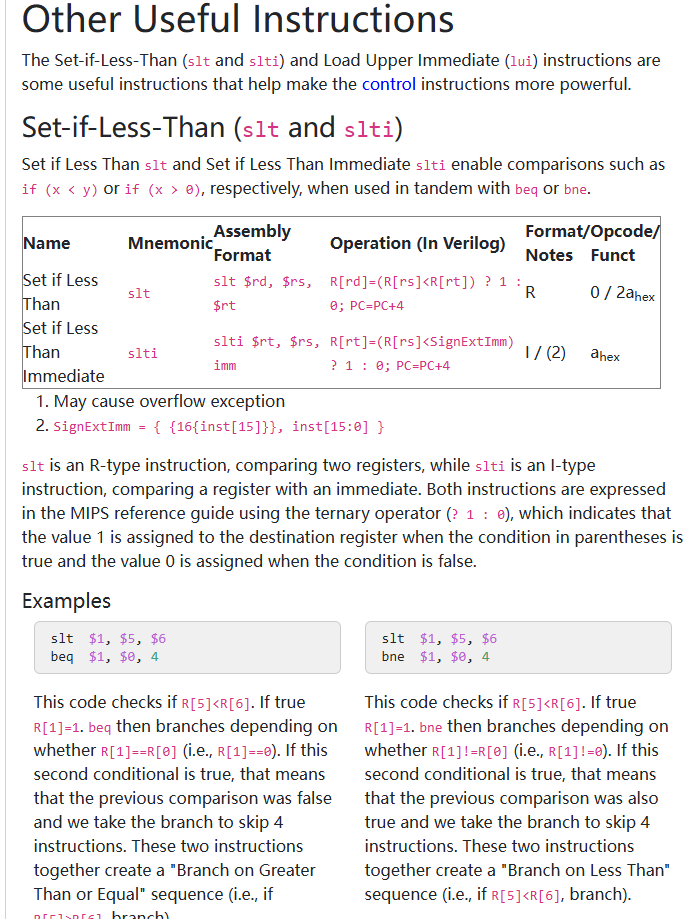 Other Useful Instructions
The Set-if-Less-Than (slt and slti) and Load Upper Immediate (lui) instructions are
some useful instructions that help make the control instructions more powerful.
Set-if-Less-Than (slt and slti)
Set if Less Than slt and Set if Less Than Immediate slti enable comparisons such as
if (x < y) or if (x > 0), respectively, when used in tandem with beq or bne.
Name Mnemonic Assembly Format Operation (In Verilog) Format/Notes Opcode/Funct
Set if Less Than slt slt $rd, $rs, $rt R[rd]=(R[rs]<R[rt]) ? 1 : 0; PC=PC+4 R 0 / 2ahex
Set if Less Than Immediate slti slti $rt, $rs, imm R[rt]=(R[rs]<SignExtImm) ? 1 : 0; PC=PC+4 I / (2) ahex
1. May cause overflow exception
2. SignExtImm = { {16{inst[15]}}, inst[15:0] }
slt is an R-type instruction, comparing two registers, while slti is an I-type
instruction, comparing a register with an immediate. Both instructions are expressed
in the MIPS reference guide using the ternary operator (? 1 : 0), which indicates that
the value 1 is assigned to the destination register when the condition in parentheses is
true and the value 0 is assigned when the condition is false.
Examples
slt $1, $5, $6
beq $1, $0, 4
This code checks if R[5]<R[6]. If true
R[1]=1. beq then branches depending on
whether R[1]==R[0] (i.e., R[1]==0). If this
second conditional is true, that means
that the previous comparison was false
and we take the branch to skip 4
instructions. These two instructions
together create a "Branch on Greater
Than or Equal" sequence (i.e., if
R[5]>R[6], branch).
slt $1, $5, $6
bne $1, $0, 4
This code checks if R[5]<R[6]. If true
R[1]=1. bne then branches depending on
whether R[1]!=R[0] (i.e., R[1]!=0). If this
second conditional is true, that means
that the previous comparison was also
true and we take the branch to skip 4
instructions. These two instructions
together create a "Branch on Less Than"
sequence (i.e., if R[5]<R[6], branch).